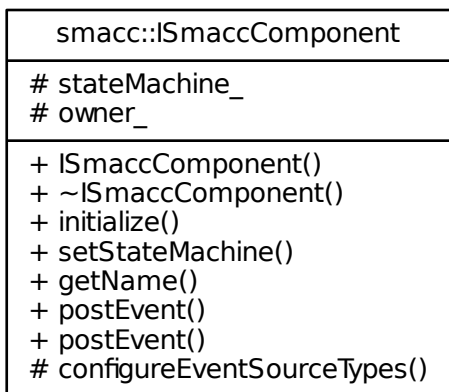 smacc::ISmaccComponent
# stateMachine_
# owner_
+ ISmaccComponent()
+ ~ISmaccComponent()
+ initialize()
+ setStateMachine()
+ getName()
+ postEvent()
+ postEvent()
# configureEventSourceTypes()